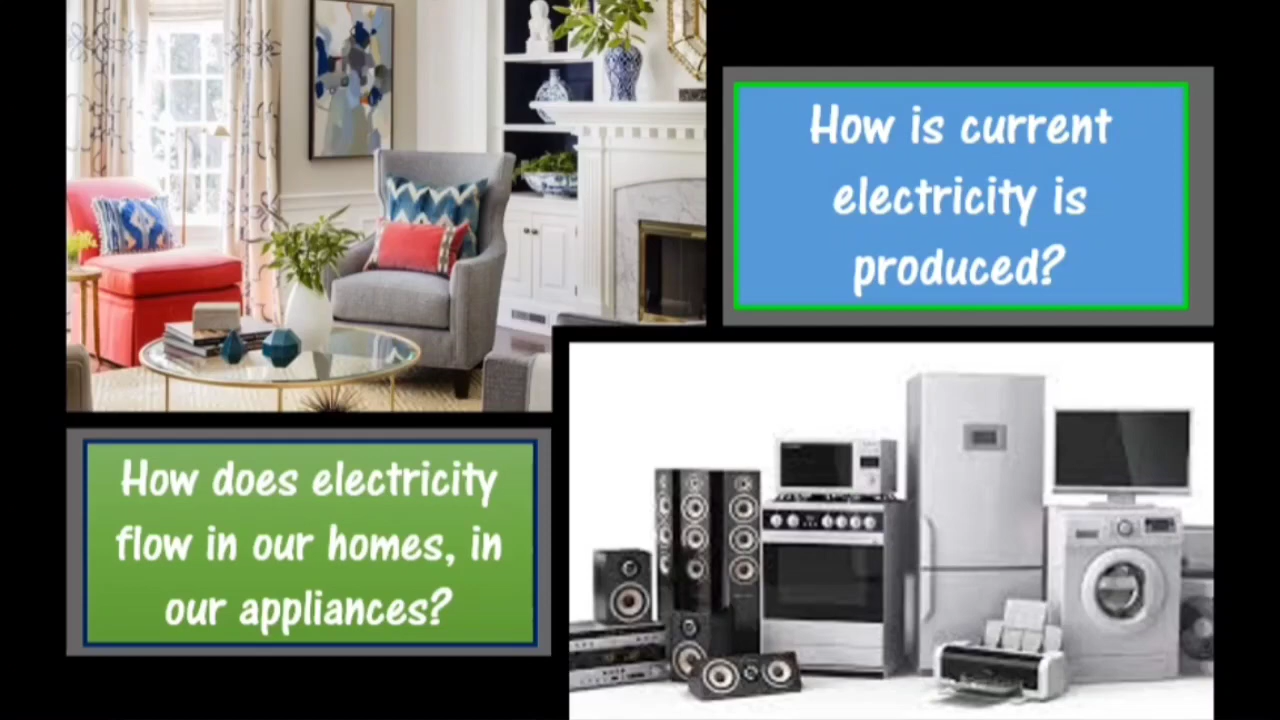 How is current
electricity is
produced?
How does electricity
flow in our homes, in
our appliances?